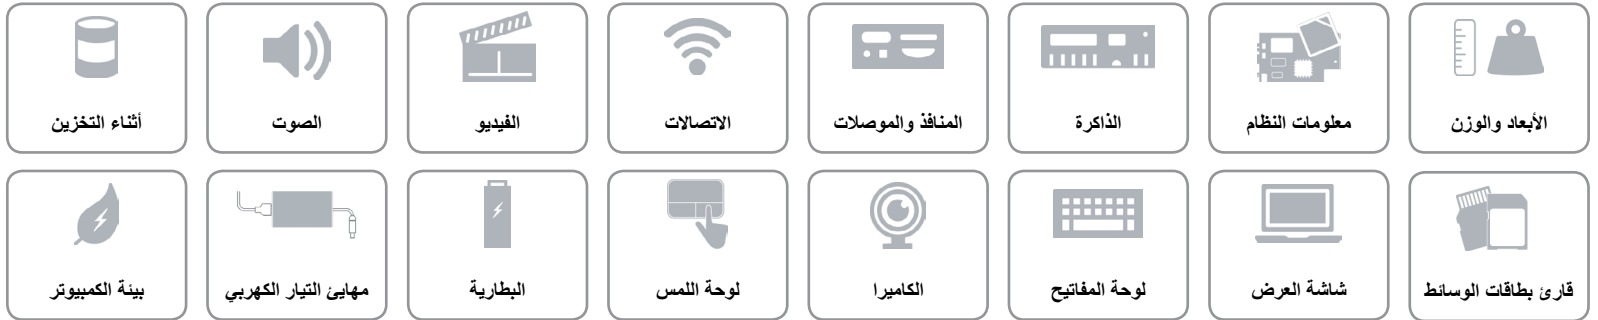 الأبعاد والوزن
معلومات النظام
الذاكرة
المنافذ والموصلات
الاتصالات
الفيديو
الصوت
أثناء التخزين
قارئ بطاقات الوسائط
شاشة العرض
لوحة المفاتيح
الكاميرا
لوحة اللمس
البطارية
مهايئ التيار الكهربي
بيئة الكمبيوتر